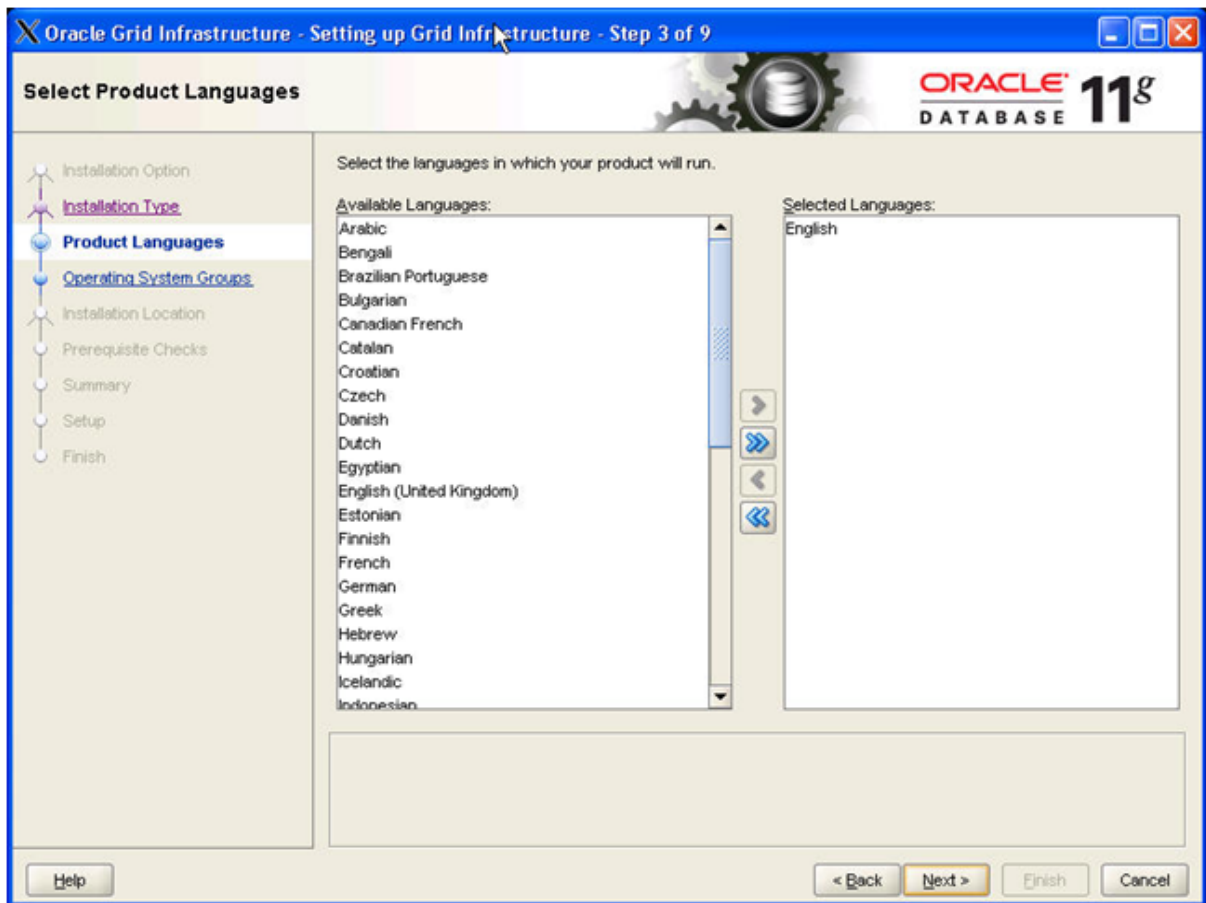 Oracle Grid Infrastructure - Setting up Grid Infrastructure - Step 3 of 9
Select Product Languages
ORACLE
DATABASE
11g
Installation Option
Installation Type
Product Languages
Operating System Groups
Installation Location
Prerequisite Checks
Summary
Setup
Finish
Select the languages in which your product will run.
Available Languages:
Arabic
Bengali
Brazilian Portuguese
Bulgarian
Canadian French
Catalan
Croatian
Czech
Danish
Dutch
Egyptian
English (United Kingdom)
Estonian
Finnish
French
German
Greek
Hebrew
Hungarian
Icelandic
Indonesian
Selected Languages:
English
Help
< Back
Next >
Finish
Cancel